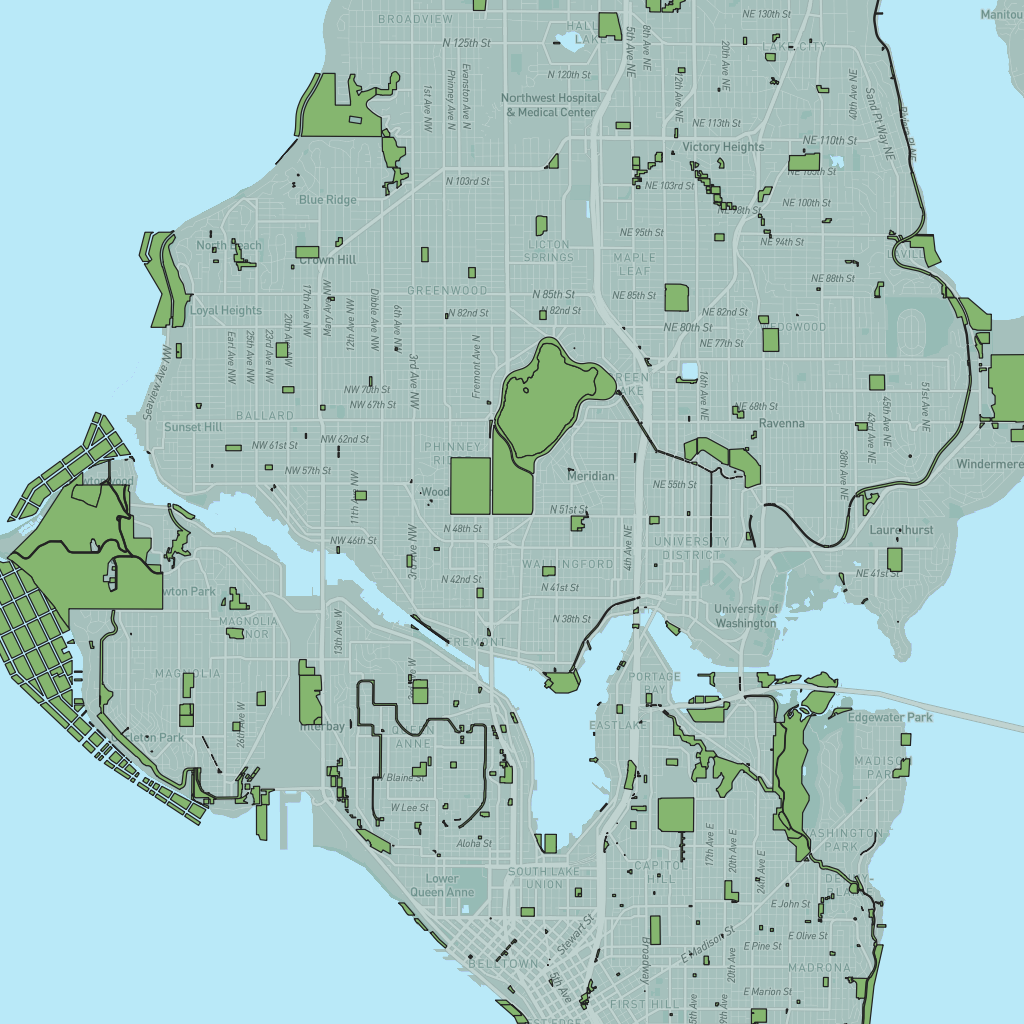 NE 130th St
Manitou
BROADVIEW
HALL
LAKE
N 125th St
5th Ave NE
8th Ave NE
20th Ave NE
LAKE CITY
N 120th St
Evanston Ave N
Phinney Ave N
1st Ave NW
12th Ave NE
40th Ave NE
Sand Pt Way NE
Northwest Hospital
& Medical Center
NE 113th St
NE 110th St
Victory Heights
NE 105th St
N 103rd St
NE 103rd St
Blue Ridge
NE 100th St
NE 98th St
NE 95th St
NE 94th St
North Beach
Crown Hill
LICTON
SPRINGS
MAPLE
LEAF
NE 88th St
GREENWOOD
N 85th St
NE 85th St
Loyal Heights
17th Ave NW
Mary Ave NW
12th Ave NW
Dibble Ave NW
6th Ave NW
N 82nd St
N 82nd St
NE 82nd St
NE 80th St
WEDGWOOD
NE 77th St
20th Ave NW
23rd Ave NW
25th Ave NW
Earl Ave NW
Seaview Ave NW
3rd Ave NW
Fremont Ave N
GREEN
LAKE
16th Ave NE
NW 70th St
NW 67th St
NE 68th St
45th Ave NE
51st Ave NE
43rd Ave NE
BALLARD
Sunset Hill
Ravenna
NW 62nd St
NW 61st St
PHINNEY
38th Ave NE
Windermere
NW 57th St
Meridian
NE 55th St
11th Ave NW
N 51st St
N 48th St
Laurelhurst
NW 46th St
3rd Ave NW
4th Ave NE
UNIVERSITY
DISTRICT
WALLINGFORD
N 42nd St
N 41st St
NE 41st St
University of
Washington
N 38th St
MAGNOLIA
13th Ave W
FREMONT
MAGNOLIA
PORTAGE
BAY
26th Ave W
Interbay
QUEEN
ANNE
EASTLAKE
Edgewater Park
MADISON
PARK
W Blaine St
W Lee St
Aloha St
WASHINGTON
PARK
17th Ave E
20th Ave E
24th Ave E
CAPITOL
HILL
SOUTH LAKE
UNION
Lower
Queen Anne
E John St
Stewart St
Broadway
E Madison St
E Olive St
E Pine St
20th Ave
BELLTOWN
MADRONA
5th Ave
E Marion St
FIRST HILL